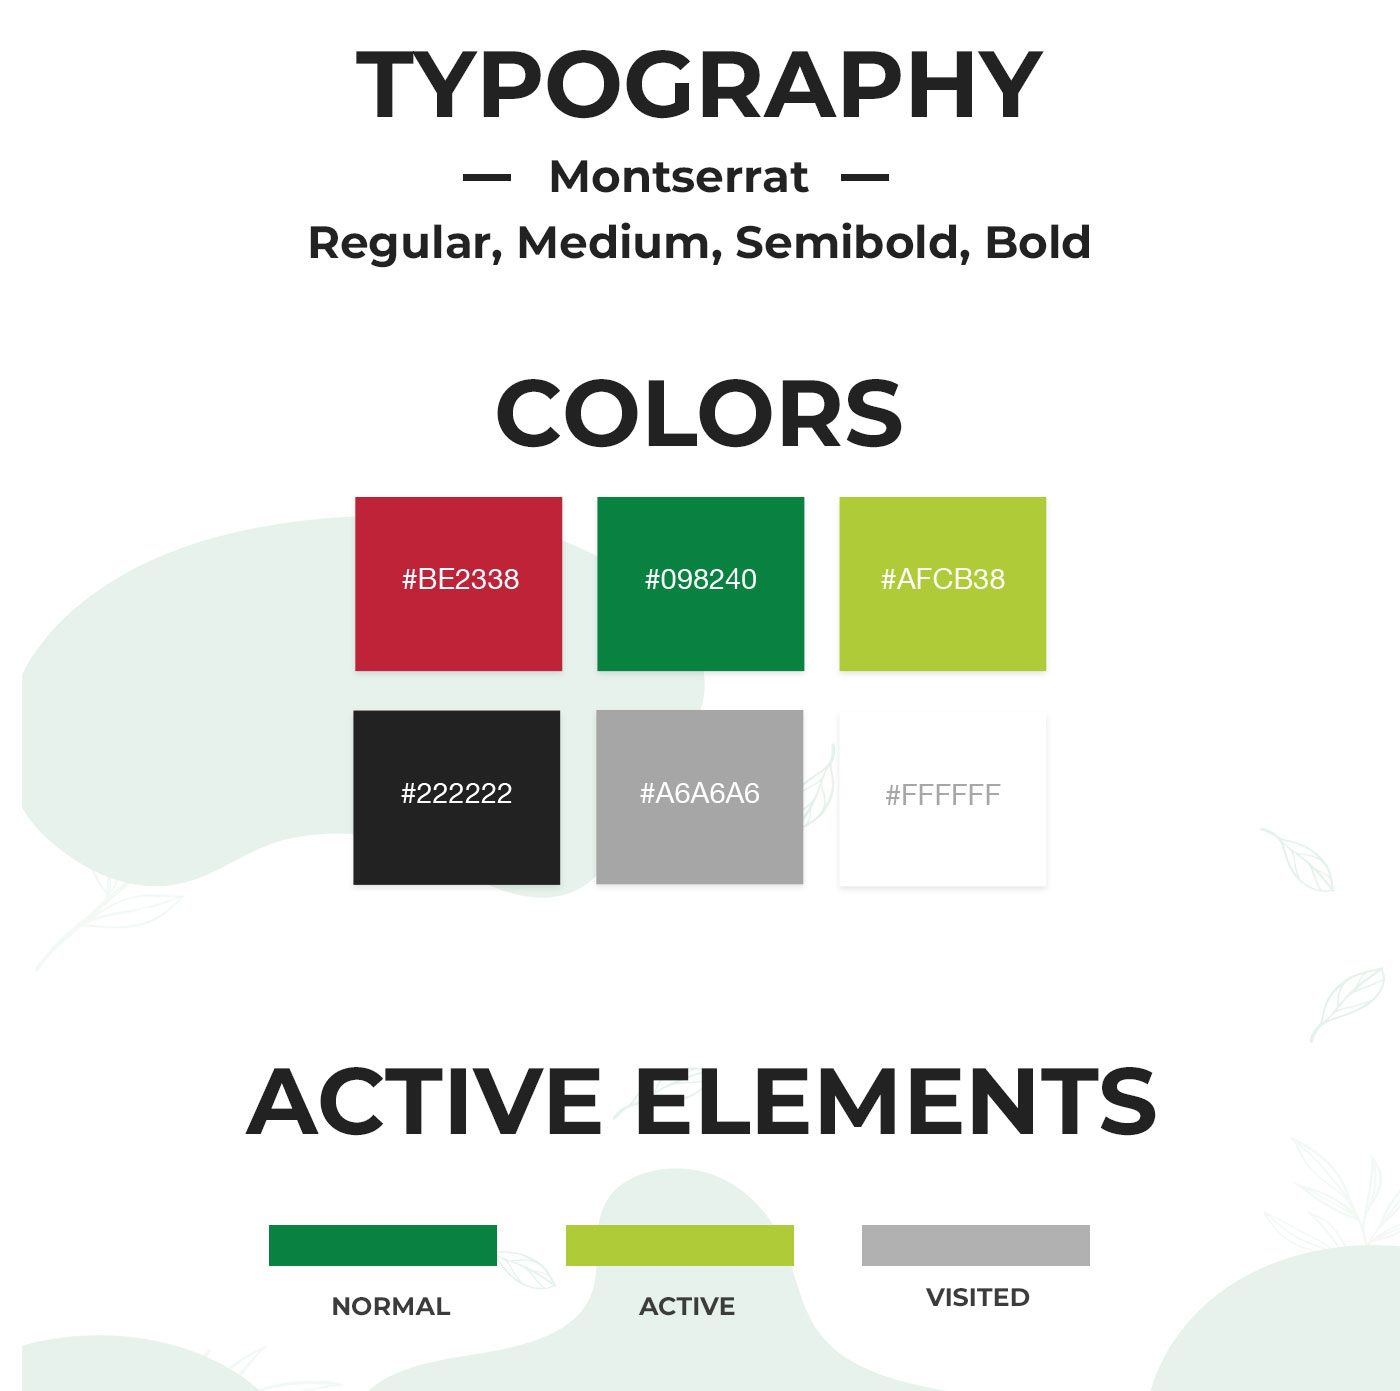 TYPOGRAPHY
— Montserrat —
Regular, Medium, Semibold, Bold
COLORS
#BE2338 #098240 #AFCB38
#222222 #A6A6A6 #FFFFFF
ACTIVE ELEMENTS
NORMAL ACTIVE VISITED